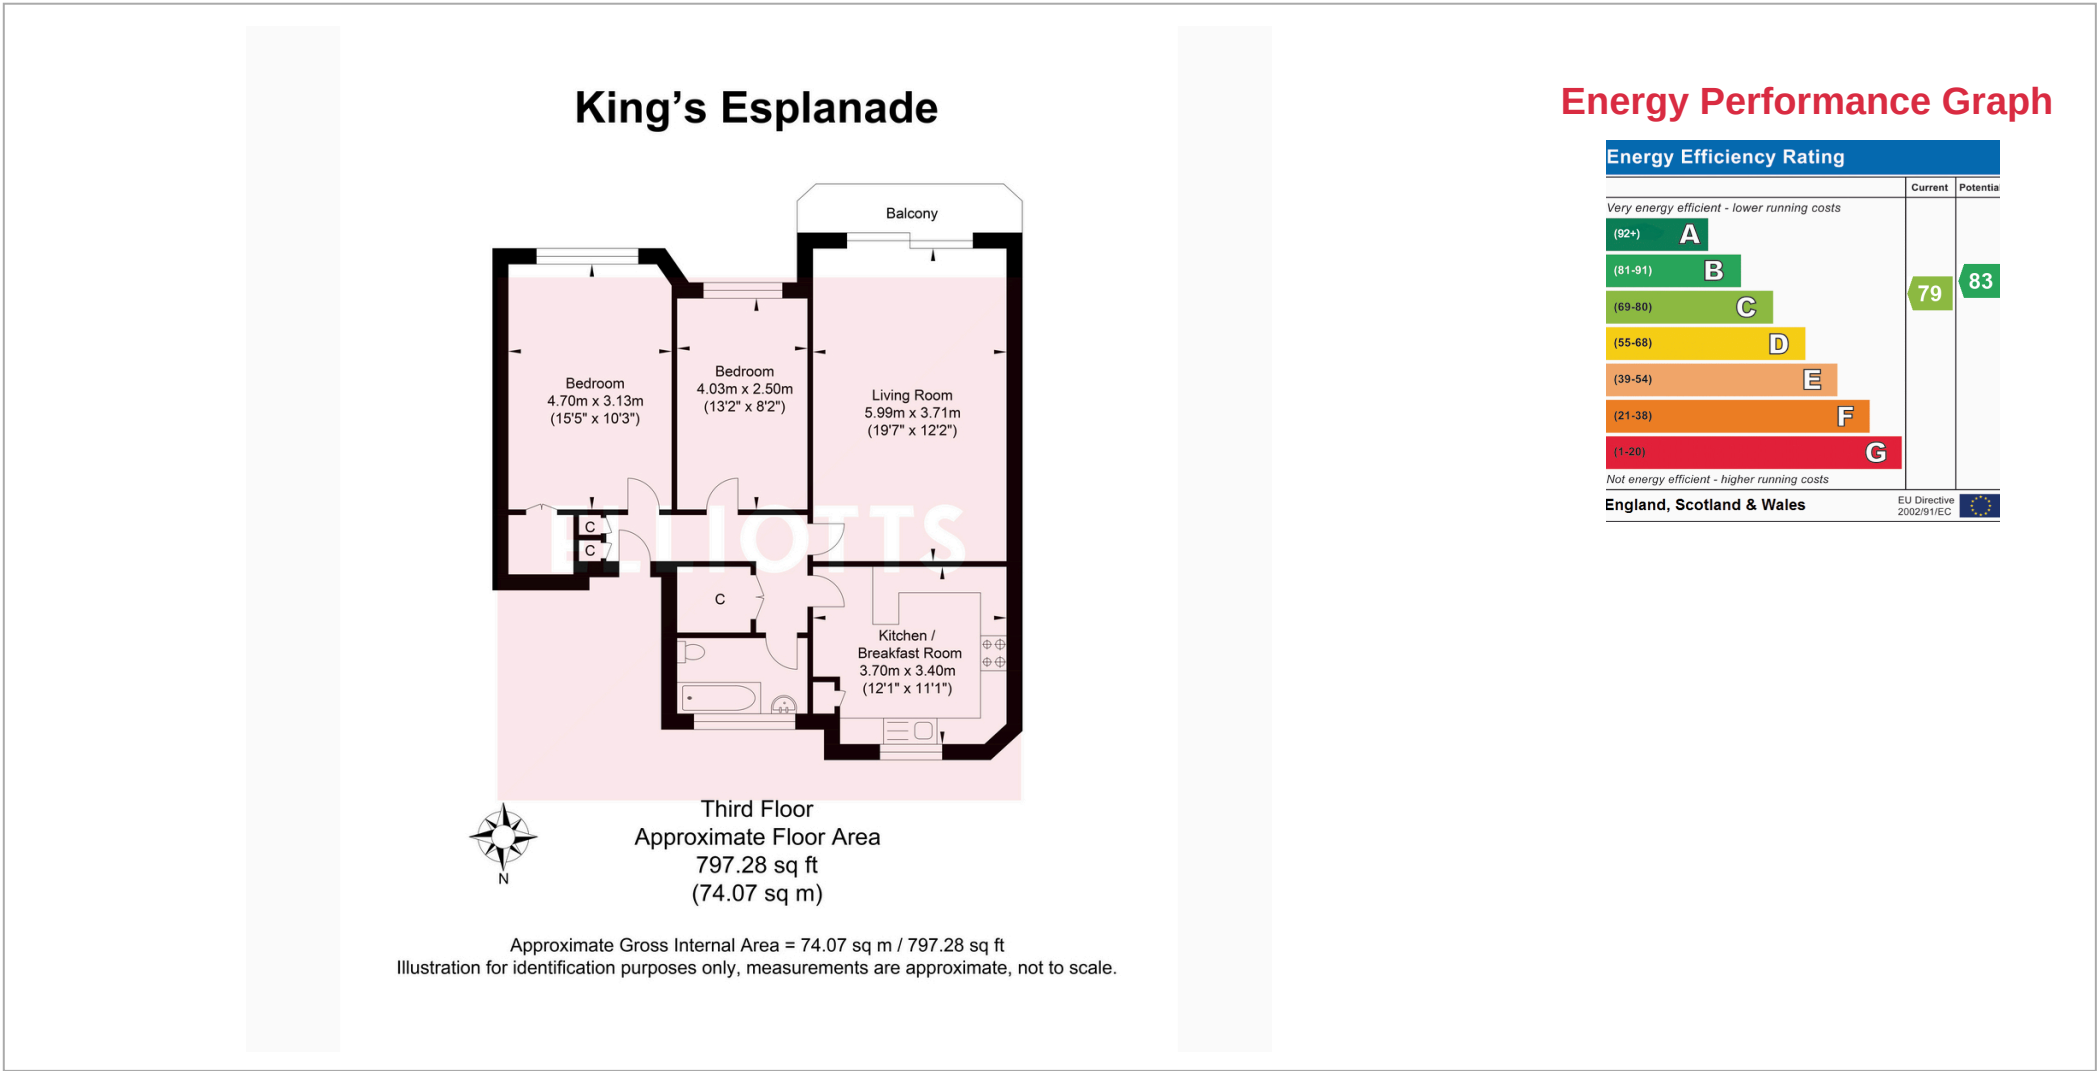 King's Esplanade
Balcony
Bedroom
4.70m x 3.13m
(15'5" x 10'3")
Bedroom
4.03m x 2.50m
(13'2" x 8'2")
Living Room
5.99m x 3.71m
(19'7" x 12'2")
ELLIOTTS
C
C
C
Kitchen /
Breakfast Room
3.70m x 3.40m
(12'1" x 11'1")
N
Third Floor
Approximate Floor Area
797.28 sq ft
(74.07 sq m)
Approximate Gross Internal Area = 74.07 sq m / 797.28 sq ft
Illustration for identification purposes only, measurements are approximate, not to scale.
Energy Performance Graph
Energy Efficiency Rating
Current Potentia
Very energy efficient - lower running costs
(92+) A
(81-91) B
(69-80) C
(55-68) D
(39-54) E
(21-38) F
(1-20) G
79
83
Not energy efficient - higher running costs
England, Scotland & Wales
EU Directive
2002/91/EC